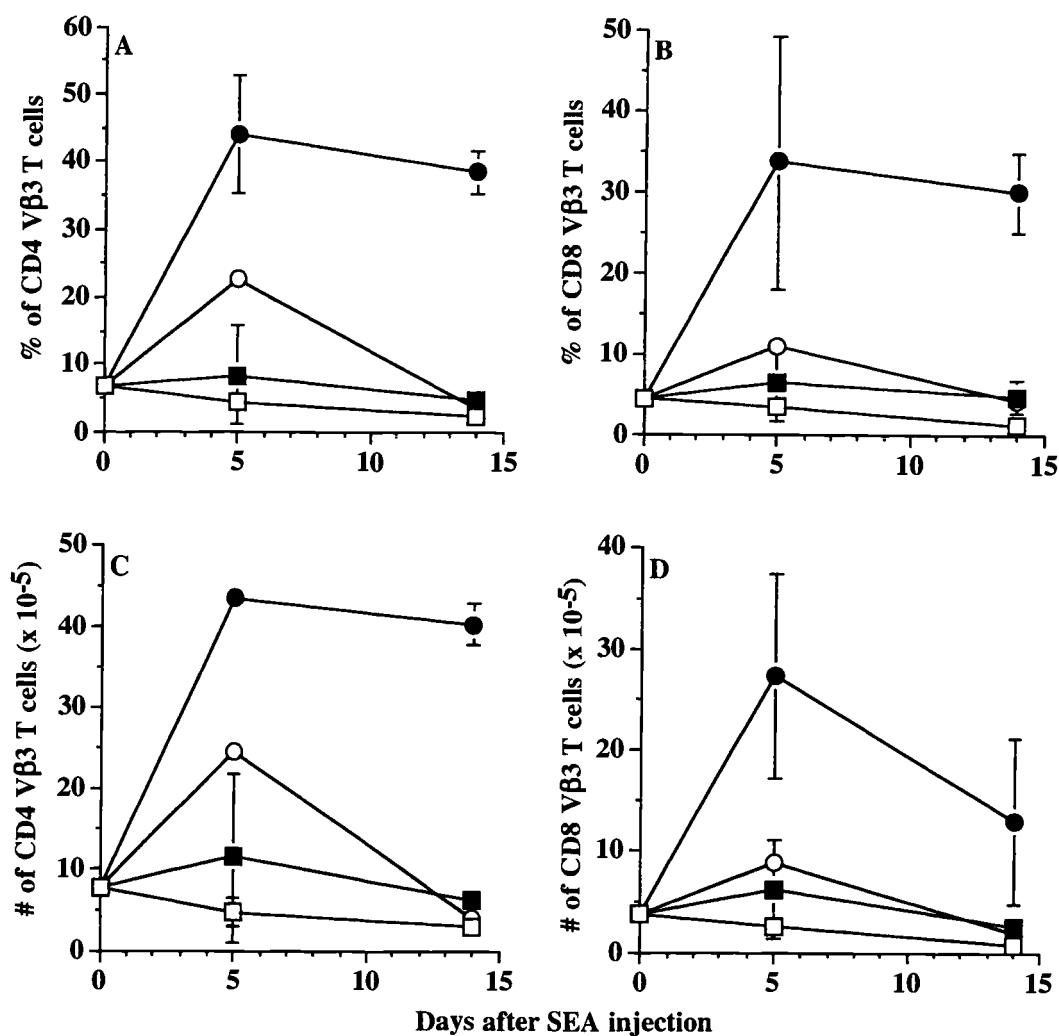 A
% of CD4 Vβ3 T cells
60
50
40
30
20
10
0
0 5 10 15
B
% of CD8 Vβ3 T cells
50
40
30
20
10
0
0 5 10 15
C
# of CD4 Vβ3 T cells (x 10-5)
50
40
30
20
10
0
0 5 10 15
D
# of CD8 Vβ3 T cells (x 10-5)
40
30
20
10
0
0 5 10 15
Days after SEA injection